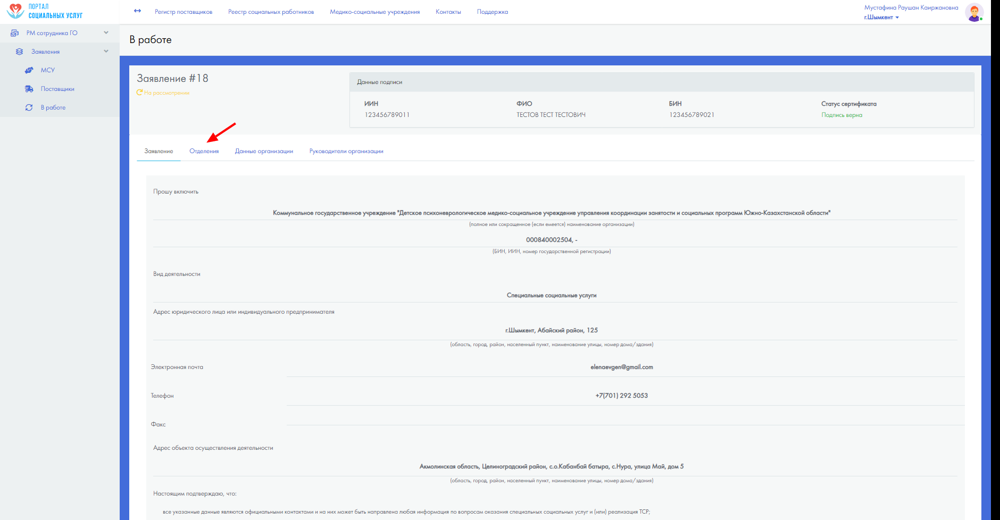 ПОРТАЛ
СОЦИАЛЬНЫХ УСЛУГ
Регистр поставщиков
Реестр социальных работников
Медико-социальные учреждения
Контакты
Поддержка
Мустафина Раушан Каиржановна
г.Шымкент
РМ сотрудника ГО
Заявления
МСУ
Поставщики
В работе
В работе
Заявление #18
На рассмотрении
Данные подписи
ИИН
ФИО
БИН
Статус сертификата
123456789011
ТЕСТОВ ТЕСТ ТЕСТОВИЧ
123456789021
Подпись верна
Заявление
Отделения
Данные организации
Руководители организации
Прошу включить
Коммунальное государственное учреждение "Детское психоневрологическое медико-социальное учреждение управления координации занятости и социальных программ Южно-Казахстанской области"
(полное или сокращенное (если емеется) наименование организации)
000840002504, -
(БИН, ИИН, номер государственной регистрации)
Вид деятельности
Специальные социальные услуги
Адрес юридического лица или индивидуального предпринимателя
г.Шымкент, Абайский район, 125
(область, город, район, населенный пункт, наименование улицы, номер дома/здания)
Электронная почта
elenaevgen@gmail.com
Телефон
+7(701) 292 5053
Факс
Адрес объекта осуществления деятельности
Акмолинская область, Целиноградский район, с.о.Кабанбай батыра, с.Нура, улица Май, дом 5
(область, город, район, населенный пункт, наименование улицы, номер дома/здания)
Настоящим подтверждаю, что:
все указанные данные являются официальными контактами и на них может быть направлена любая информация по вопросам оказания специальных социальных услуг и (или) реализация ТСР;